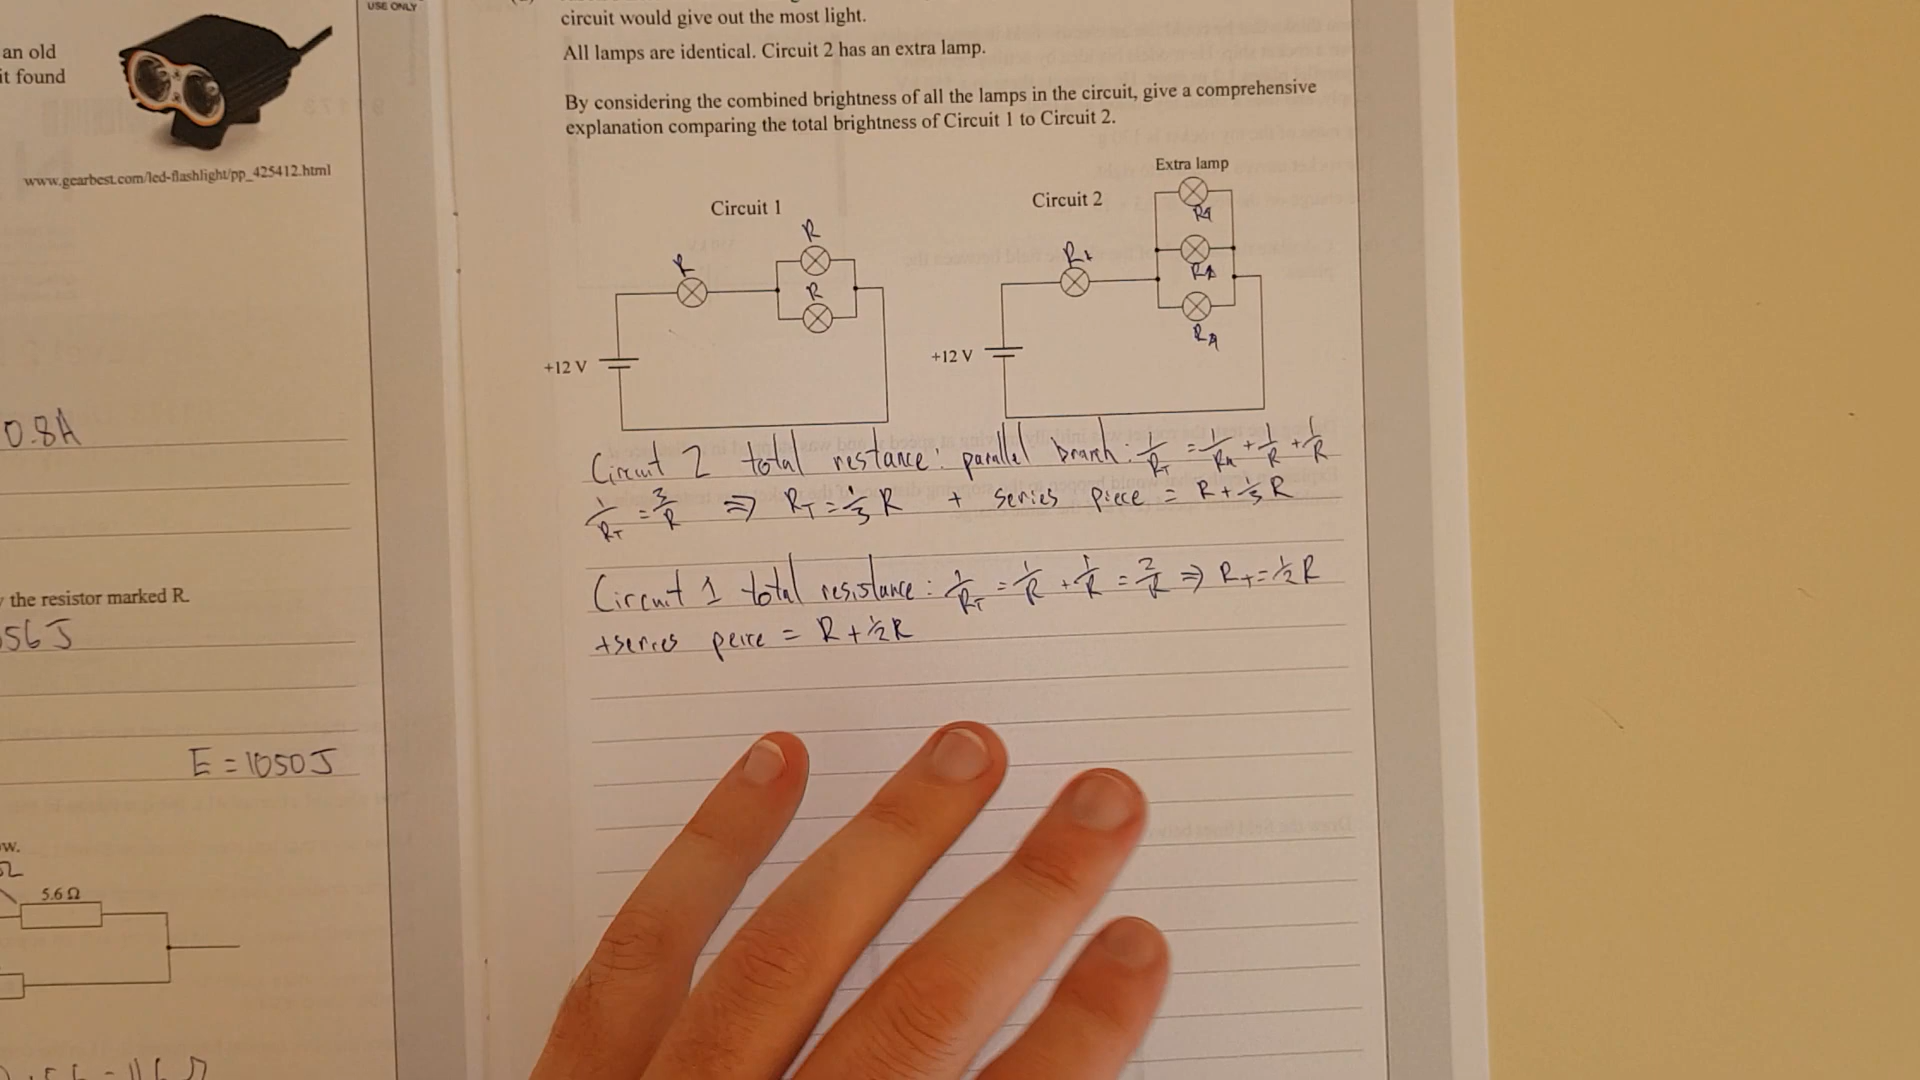 USE ONLY
an old
it found
www.gearbest.com/led-flashlight/pp_425412.html
0.8A
the resistor marked R.
56 J
E = 1050 J
ow.
Ω
5.6 Ω
circuit would give out the most light.
All lamps are identical. Circuit 2 has an extra lamp.
By considering the combined brightness of all the lamps in the circuit, give a comprehensive
explanation comparing the total brightness of Circuit 1 to Circuit 2.
Extra lamp
Circuit 1
Circuit 2
R
R
R
+12 V
+12 V
Circuit 2 total restance: parallel branch: 1/RT = 1/R + 1/R + 1/R
1/RT = 3/R ⇒ RT = 1/3 R + series piece = R + 1/3 R
Circuit 1 total resistance: 1/RT = 1/R + 1/R = 2/R ⇒ RT = 1/2 R
+series peice = R + 1/2 R